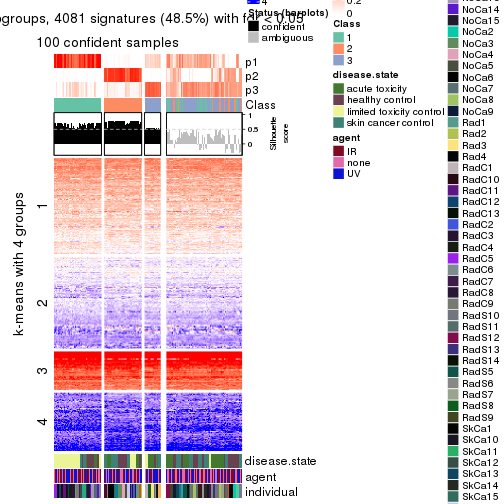 groups, 4081 signatures (48.5%) with fdr < 0.05
100 confident samples
p1
p2
p3
Class
1
0.5
0
Silhouette
score
k-means with 4 groups
1
2
3
4
disease.state
agent
individual
4
Status (barplots)
confident
ambiguous
0.2
0
Class
1
2
3
disease.state
acute toxicity
healthy control
limited toxicity control
skin cancer control
agent
IR
none
UV
NoCa14
NoCa15
NoCa2
NoCa3
NoCa4
NoCa5
NoCa6
NoCa7
NoCa8
NoCa9
Rad1
Rad2
Rad3
Rad4
RadC1
RadC10
RadC11
RadC12
RadC13
RadC2
RadC3
RadC4
RadC5
RadC6
RadC7
RadC8
RadC9
RadS10
RadS11
RadS12
RadS13
RadS14
RadS5
RadS6
RadS7
RadS8
RadS9
SkCa1
SkCa10
SkCa11
SkCa12
SkCa13
SkCa14
SkCa15